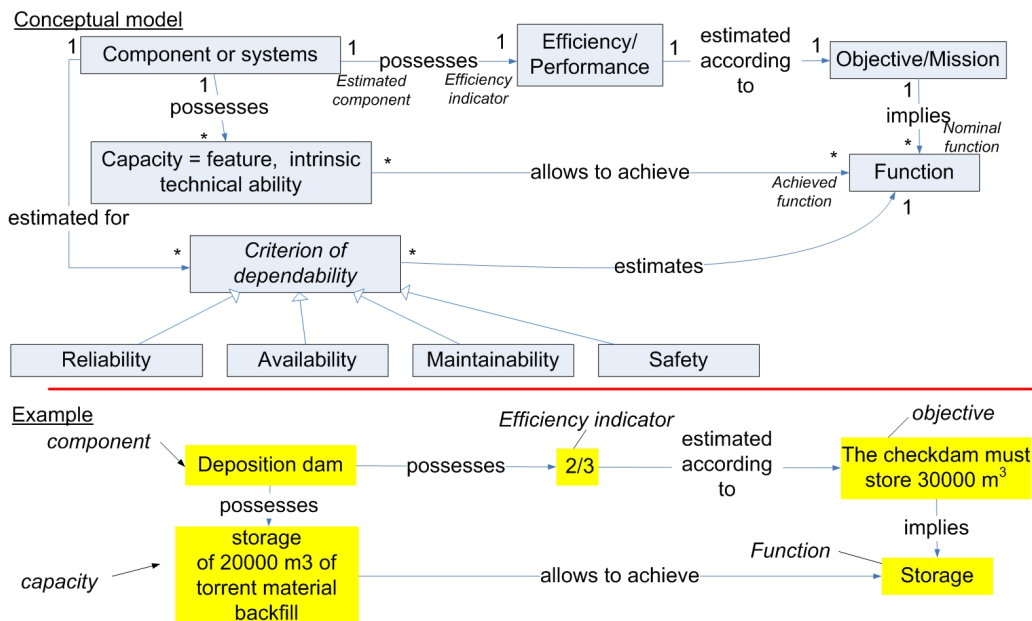 Conceptual model
1
Component or systems
1
possesses
1
Efficiency/
Performance
1
estimated
according
to
1
Objective/Mission
Estimated
component
Efficiency
indicator
1
possesses
*
1
implies
*
Nominal
function
Capacity = feature, intrinsic
technical ability
*
allows to achieve
*
Achieved
function
Function
1
estimated for
*
Criterion of
dependability
*
estimates
Reliability
Availability
Maintainability
Safety
Example
component
Efficiency indicator
objective
Deposition dam
possesses
2/3
estimated
according
to
The checkdam must
store 30000 m³
possesses
implies
capacity
storage
of 20000 m3 of
torrent material
backfill
allows to achieve
Function
Storage